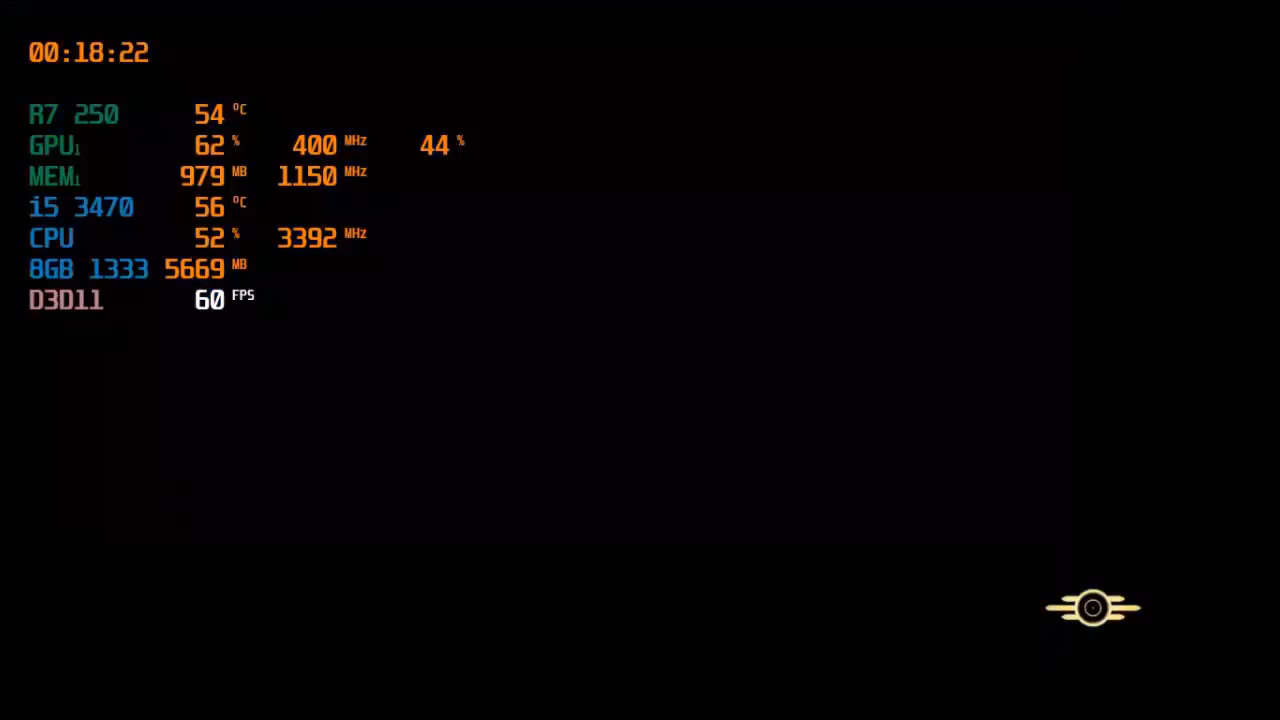 00:18:22
R7 250 54 °C
GPU1 62 % 400 MHz 44 %
MEM1 979 MB 1150 MHz
i5 3470 56 °C
CPU 52 % 3392 MHz
8GB 1333 5669 MB
D3D11 60 FPS